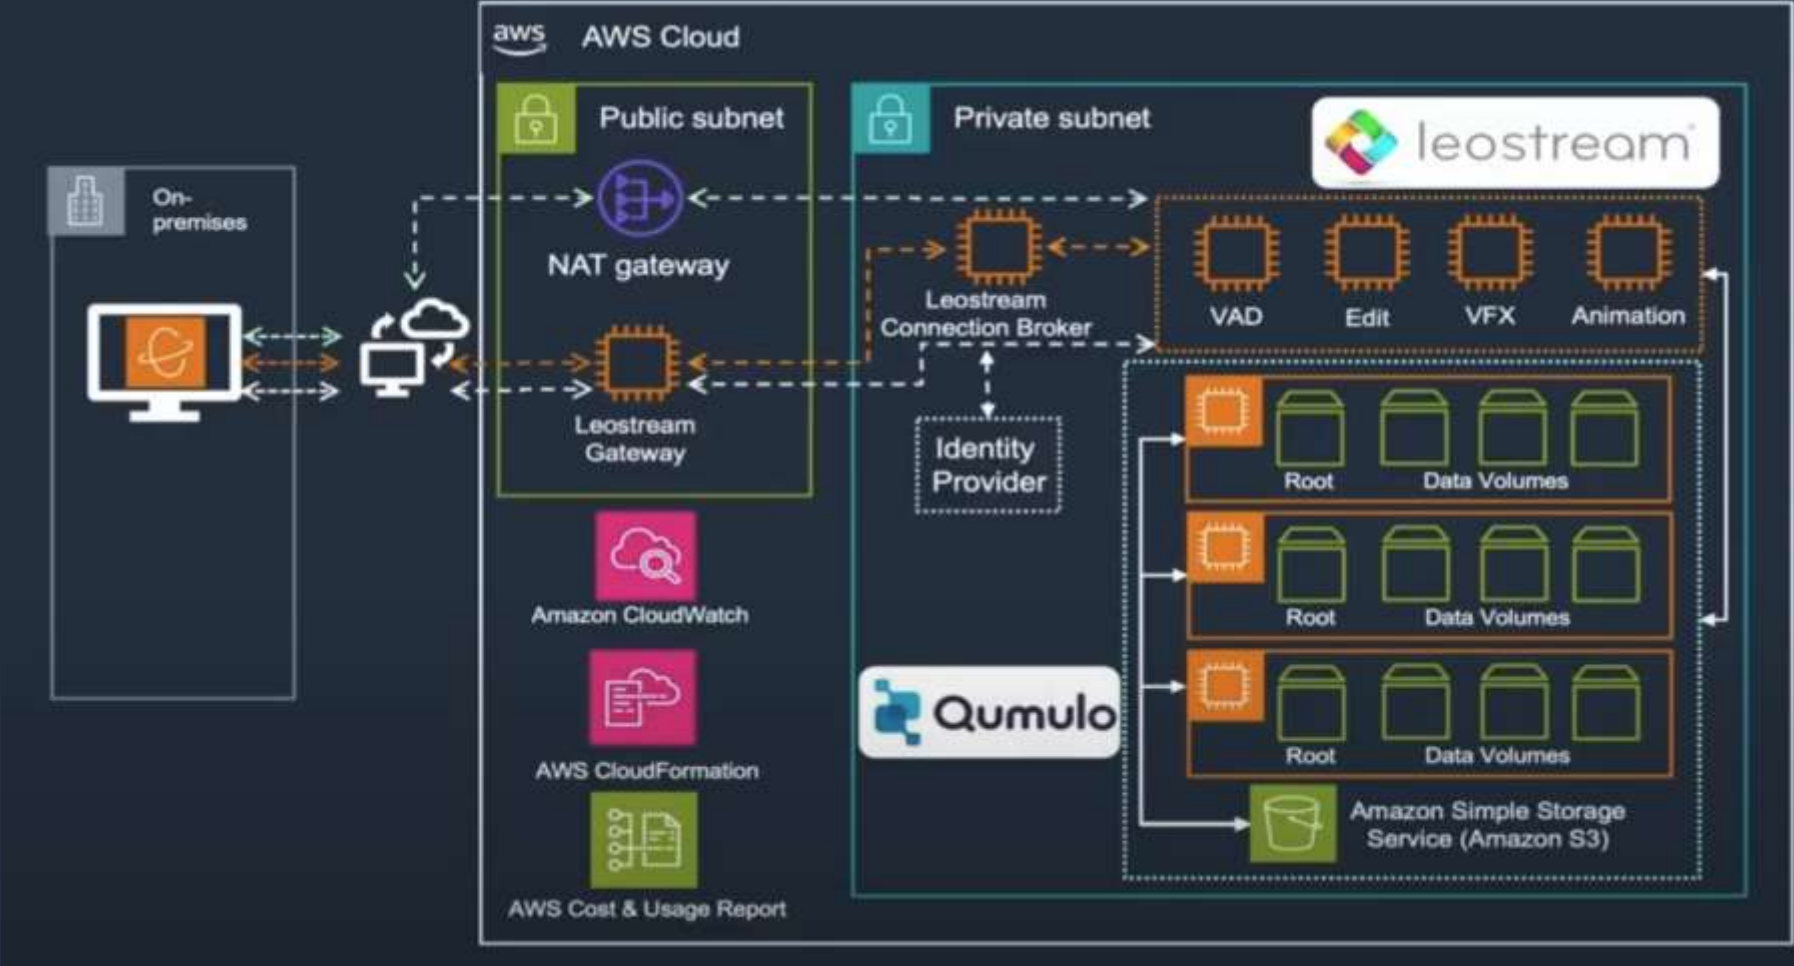 aws
AWS Cloud
Public subnet
Private subnet
leostream
On-
premises
NAT gateway
Leostream
Connection Broker
VAD
Edit
VFX
Animation
Leostream
Gateway
Identity
Provider
Root
Data Volumes
Root
Data Volumes
Root
Data Volumes
Amazon CloudWatch
AWS CloudFormation
AWS Cost & Usage Report
Qumulo
Amazon Simple Storage
Service (Amazon S3)